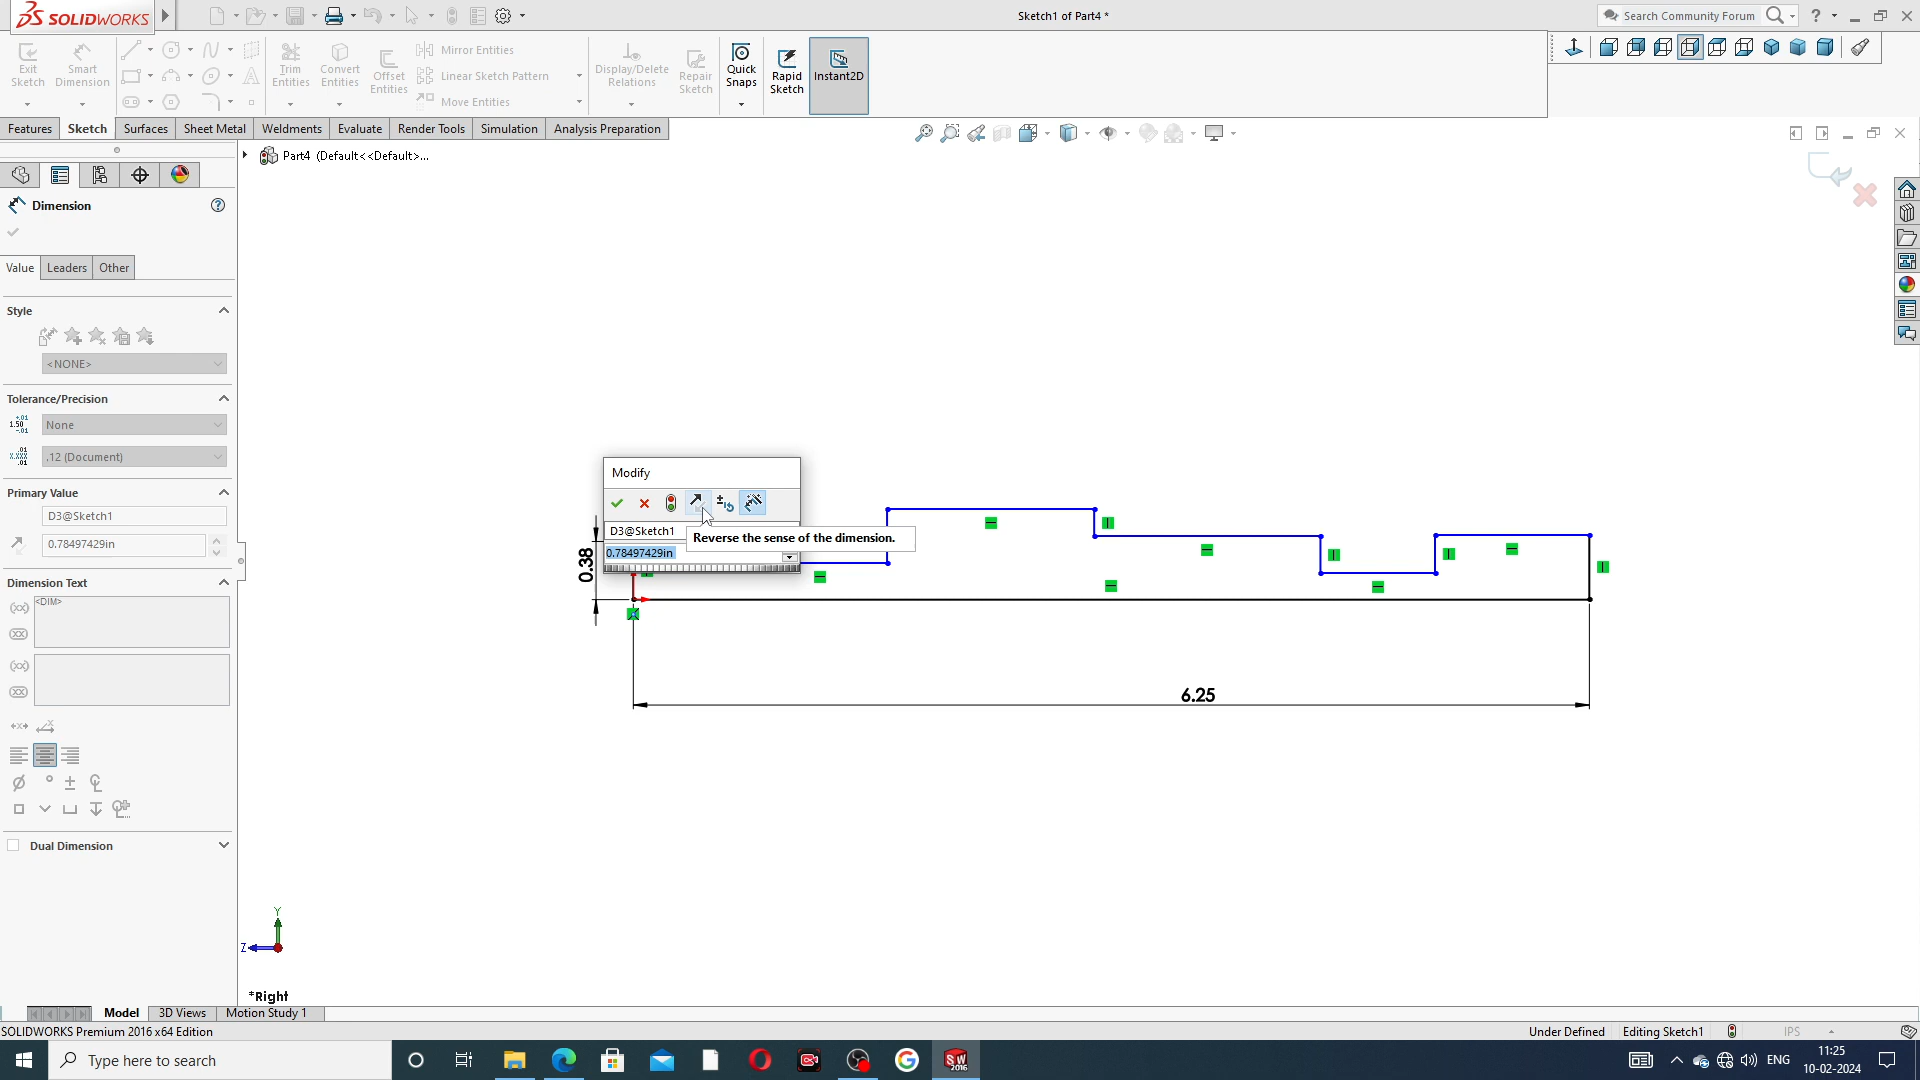 SOLIDWORKS
Sketch1 of Part4 *
Search Community Forum
?
Exit Sketch
Smart Dimension
Trim Entities
Convert Entities
Offset Entities
Mirror Entities
Linear Sketch Pattern
Move Entities
Display/Delete Relations
Repair Sketch
Quick Snaps
Rapid Sketch
Instant2D
Features
Sketch
Surfaces
Sheet Metal
Weldments
Evaluate
Render Tools
Simulation
Analysis Preparation
Part4 (Default<<Default>...
Dimension
Value
Leaders
Other
Style
<NONE>
Tolerance/Precision
None
.12 (Document)
Primary Value
D3@Sketch1
0.78497429in
Dimension Text
<DIM>
Dual Dimension
Modify
D3@Sketch1
Reverse the sense of the dimension.
0.78497429in
0.38
6.25
Y
Z
*Right
Model
3D Views
Motion Study 1
SOLIDWORKS Premium 2016 x64 Edition
Under Defined
Editing Sketch1
IPS
Type here to search
ENG
11:25
10-02-2024